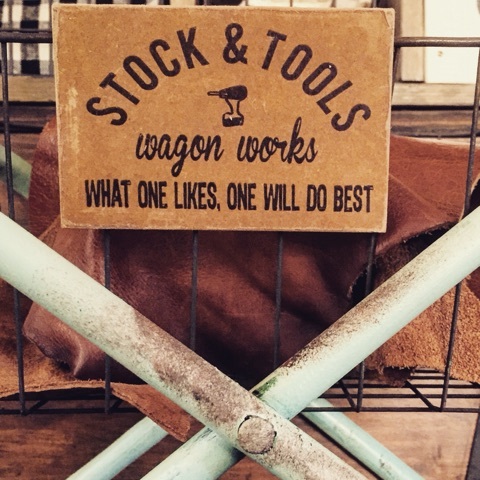 STOCK & TOOLS
wagon works
WHAT ONE LIKES, ONE WILL DO BEST